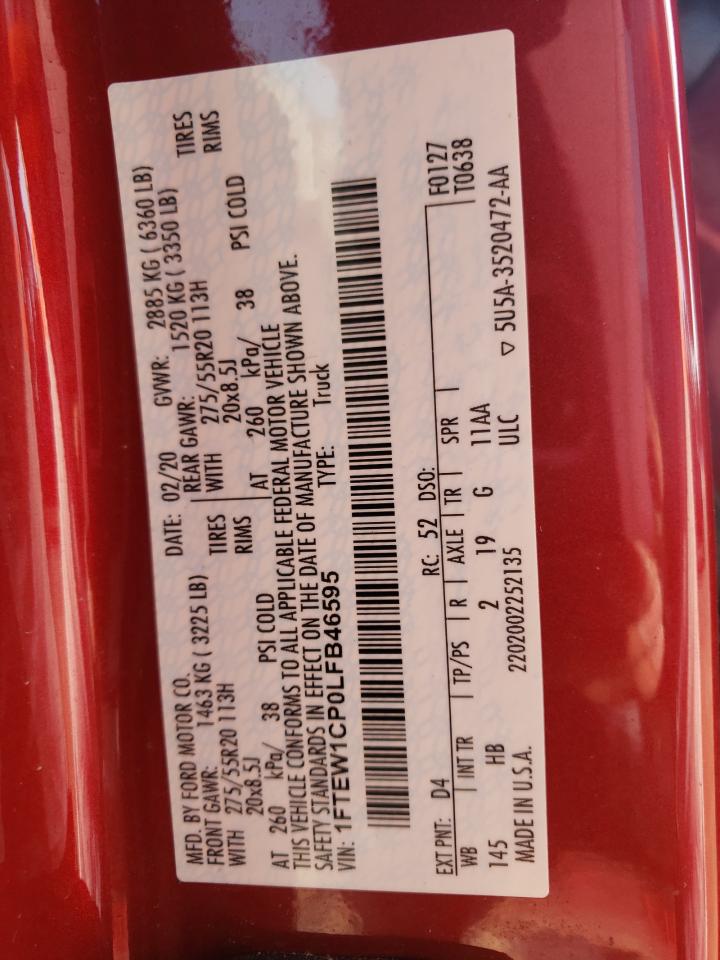 MFD. BY FORD MOTOR CO. DATE: 02/20 GVWR: 2885 KG ( 6360 LB)
FRONT GAWR: 1463 KG ( 3225 LB) REAR GAWR: 1520 KG ( 3350 LB)
WITH 275/55R20 113H TIRES WITH 275/55R20 113H TIRES
20x8.5J RIMS 20x8.5J RIMS
AT 260 kPa/ 38 PSI COLD AT 260 kPa/ 38 PSI COLD
THIS VEHICLE CONFORMS TO ALL APPLICABLE FEDERAL MOTOR VEHICLE
SAFETY STANDARDS IN EFFECT ON THE DATE OF MANUFACTURE SHOWN ABOVE.
VIN: 1FTEW1CP0LFB46595 TYPE: Truck
EXT PNT: D4 RC: 52 DSO: F0127
WB INT TR TP/PS R AXLE TR SPR T0638
145 HB 2 19 G 11AA
MADE IN U.S.A. 2202002252135 ULC ▽ 5U5A-3520472-AA